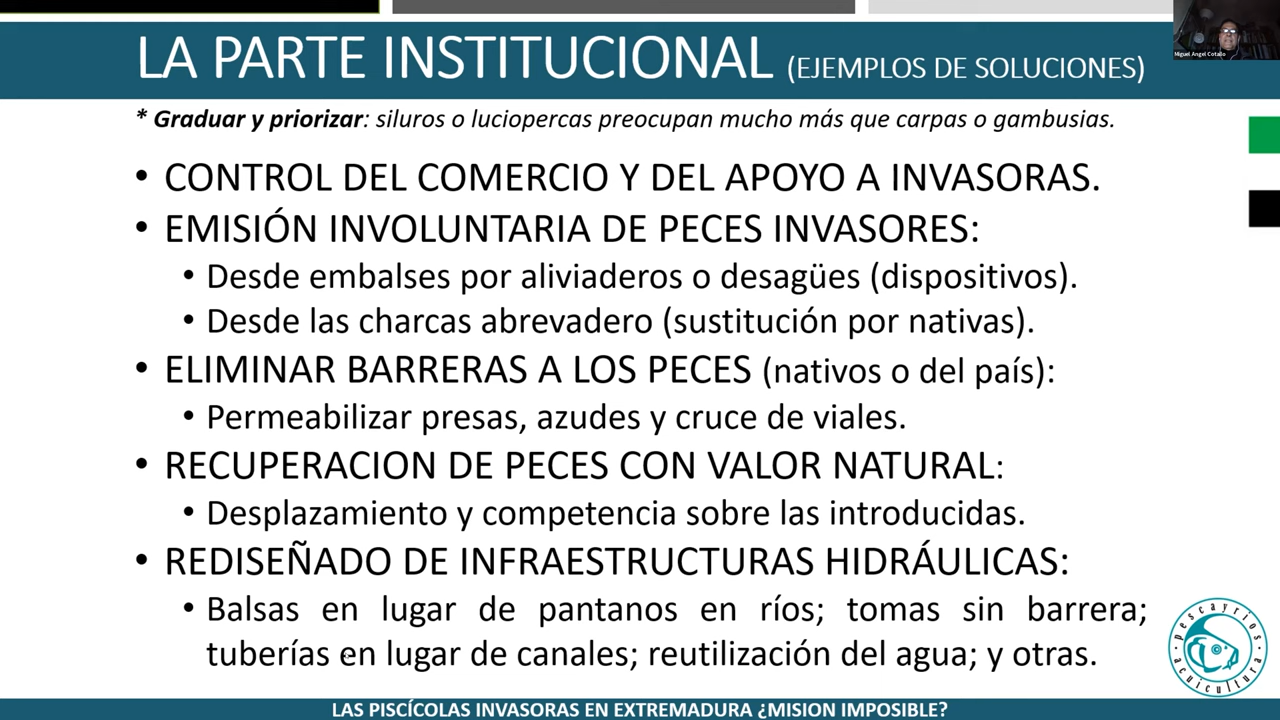 LA PARTE INSTITUCIONAL (EJEMPLOS DE SOLUCIONES)
Miguel Angel Cotallo
* Graduar y priorizar: siluros o luciopercas preocupan mucho más que carpas o gambusias.
• CONTROL DEL COMERCIO Y DEL APOYO A INVASORAS.
• EMISIÓN INVOLUNTARIA DE PECES INVASORES:
• Desde embalses por aliviaderos o desagües (dispositivos).
• Desde las charcas abrevadero (sustitución por nativas).
• ELIMINAR BARRERAS A LOS PECES (nativos o del país):
• Permeabilizar presas, azudes y cruce de viales.
• RECUPERACION DE PECES CON VALOR NATURAL:
• Desplazamiento y competencia sobre las introducidas.
• REDISEÑADO DE INFRAESTRUCTURAS HIDRÁULICAS:
• Balsas en lugar de pantanos en ríos; tomas sin barrera;
tuberías en lugar de canales; reutilización del agua; y otras.
pescayríos
acuicultura
LAS PISCÍCOLAS INVASORAS EN EXTREMADURA ¿MISION IMPOSIBLE?